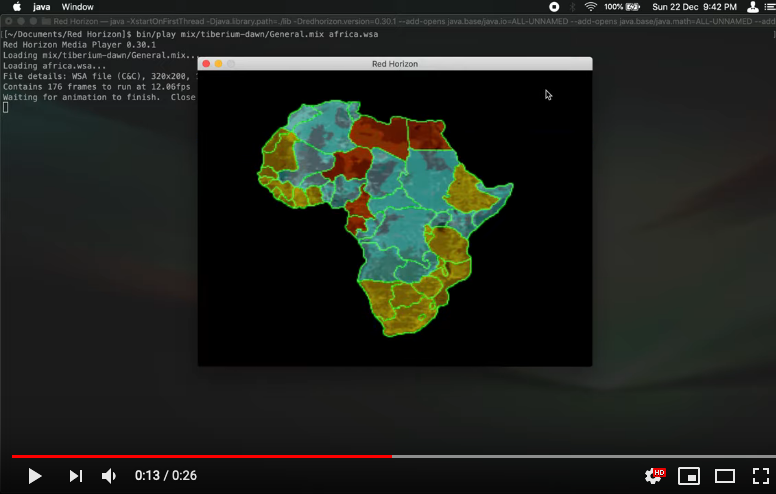 java Window 100% Sun 22 Dec 9:42 PM
Red Horizon — java -XstartOnFirstThread -Djava.library.path=./lib -Dredhorizon.version=0.30.1 --add-opens java.base/java.io=ALL-UNNAMED --add-opens java.base/java.math=ALL-UNNAMED --add
[~/Documents/Red Horizon]$ bin/play mix/tiberium-dawn/General.mix africa.wsa
Red Horizon Media Player 0.30.1
Loading mix/tiberium-dawn/General.mix...
Loading africa.wsa...
File details: WSA file (C&C), 320x200,
Contains 176 frames to run at 12.06fps
Waiting for animation to finish. Close
Red Horizon
0:13 / 0:26
HD